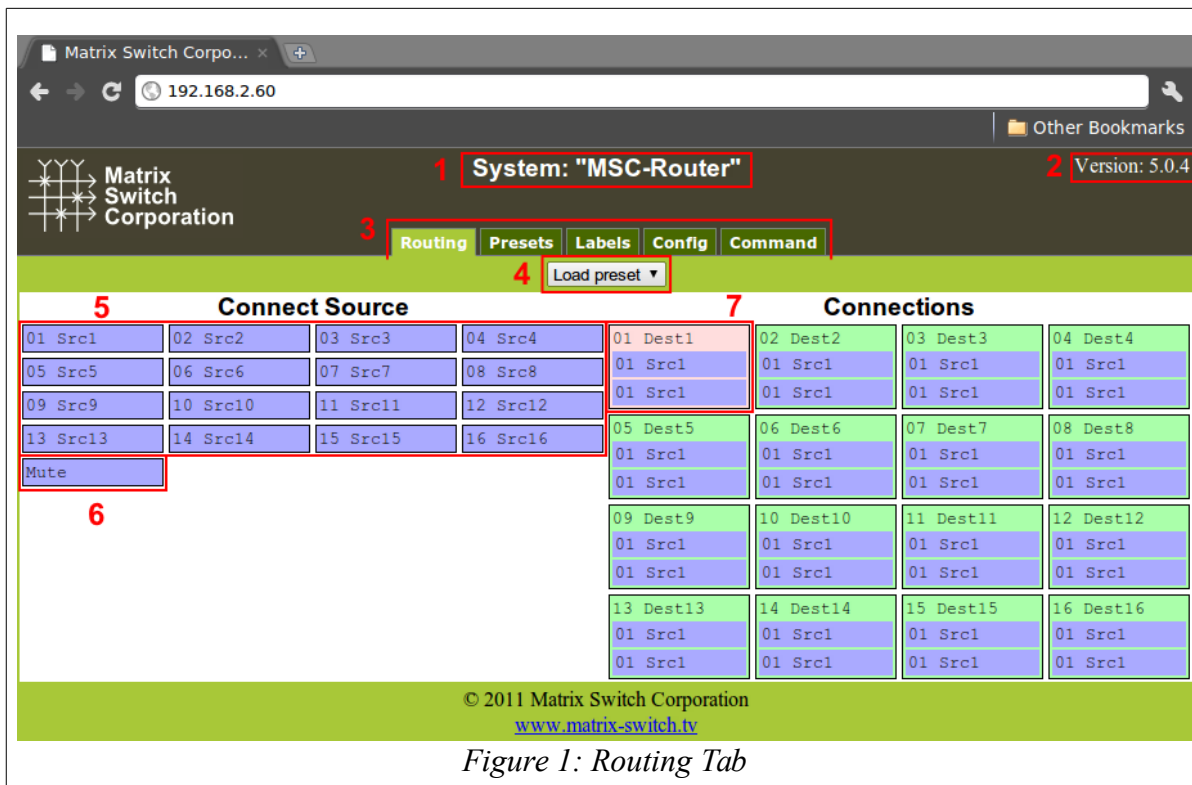 Matrix Switch Corpo...
192.168.2.60
Other Bookmarks
Matrix
Switch
Corporation
1 System: "MSC-Router"
2 Version: 5.0.4
3 Routing Presets Labels Config Command
4 Load preset
5 Connect Source 7 Connections
01 Src1 02 Src2 03 Src3 04 Src4 01 Dest1 02 Dest2 03 Dest3 04 Dest4
01 Src1 01 Src1 01 Src1 01 Src1
05 Src5 06 Src6 07 Src7 08 Src8
01 Src1 01 Src1 01 Src1 01 Src1
09 Src9 10 Src10 11 Src11 12 Src12
13 Src13 14 Src14 15 Src15 16 Src16 05 Dest5 06 Dest6 07 Dest7 08 Dest8
01 Src1 01 Src1 01 Src1 01 Src1
Mute 01 Src1 01 Src1 01 Src1 01 Src1
6 09 Dest9 10 Dest10 11 Dest11 12 Dest12
01 Src1 01 Src1 01 Src1 01 Src1
01 Src1 01 Src1 01 Src1 01 Src1
13 Dest13 14 Dest14 15 Dest15 16 Dest16
01 Src1 01 Src1 01 Src1 01 Src1
01 Src1 01 Src1 01 Src1 01 Src1
© 2011 Matrix Switch Corporation
www.matrix-switch.tv
Figure 1: Routing Tab